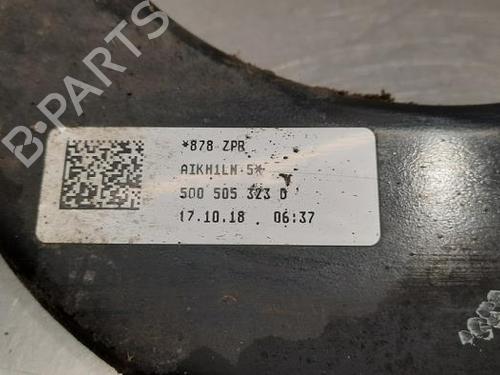 *878 ZPR
AIKH1LN 5*
500 505 323 D
17.10.18 06:37
B-Parts